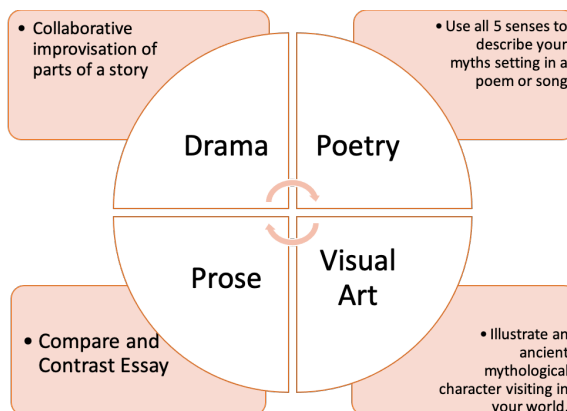 • Collaborative
improvisation of
parts of a story
• Use all 5 senses to
describe your
myths setting in a
poem or song
Drama
Poetry
Prose
Visual
Art
• Compare and
Contrast Essay
• Illustrate an
ancient
mythological
character visiting in
your world.